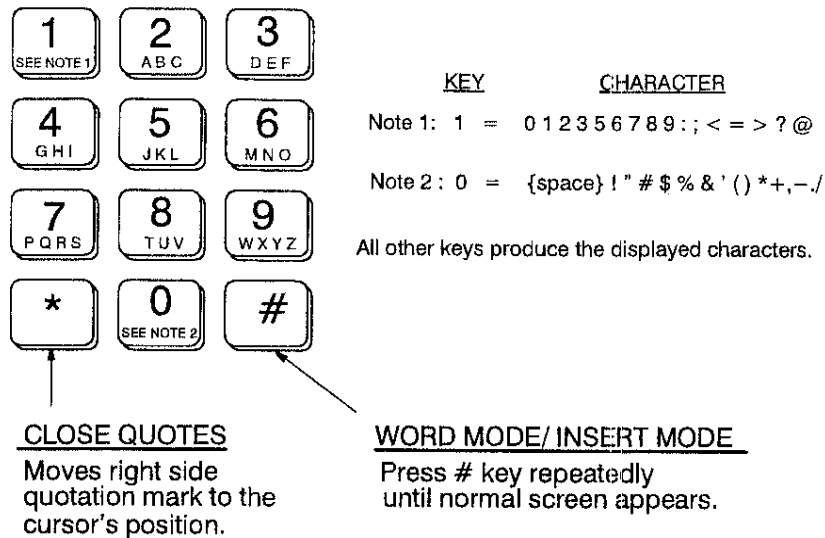 1
SEE NOTE 1
2
ABC
3
DEF
KEY CHARACTER
Note 1: 1 = 0 1 2 3 5 6 7 8 9 : ; < = > ? @
4
GHI
5
JKL
6
MNO
Note 2 : 0 = {space} ! " # $ % & ' ( ) * + , – . /
7
PQRS
8
TUV
9
WXYZ
All other keys produce the displayed characters.
*
0
SEE NOTE 2
#
CLOSE QUOTES
Moves right side
quotation mark to the
cursor's position.
WORD MODE/ INSERT MODE
Press # key repeatedly
until normal screen appears.